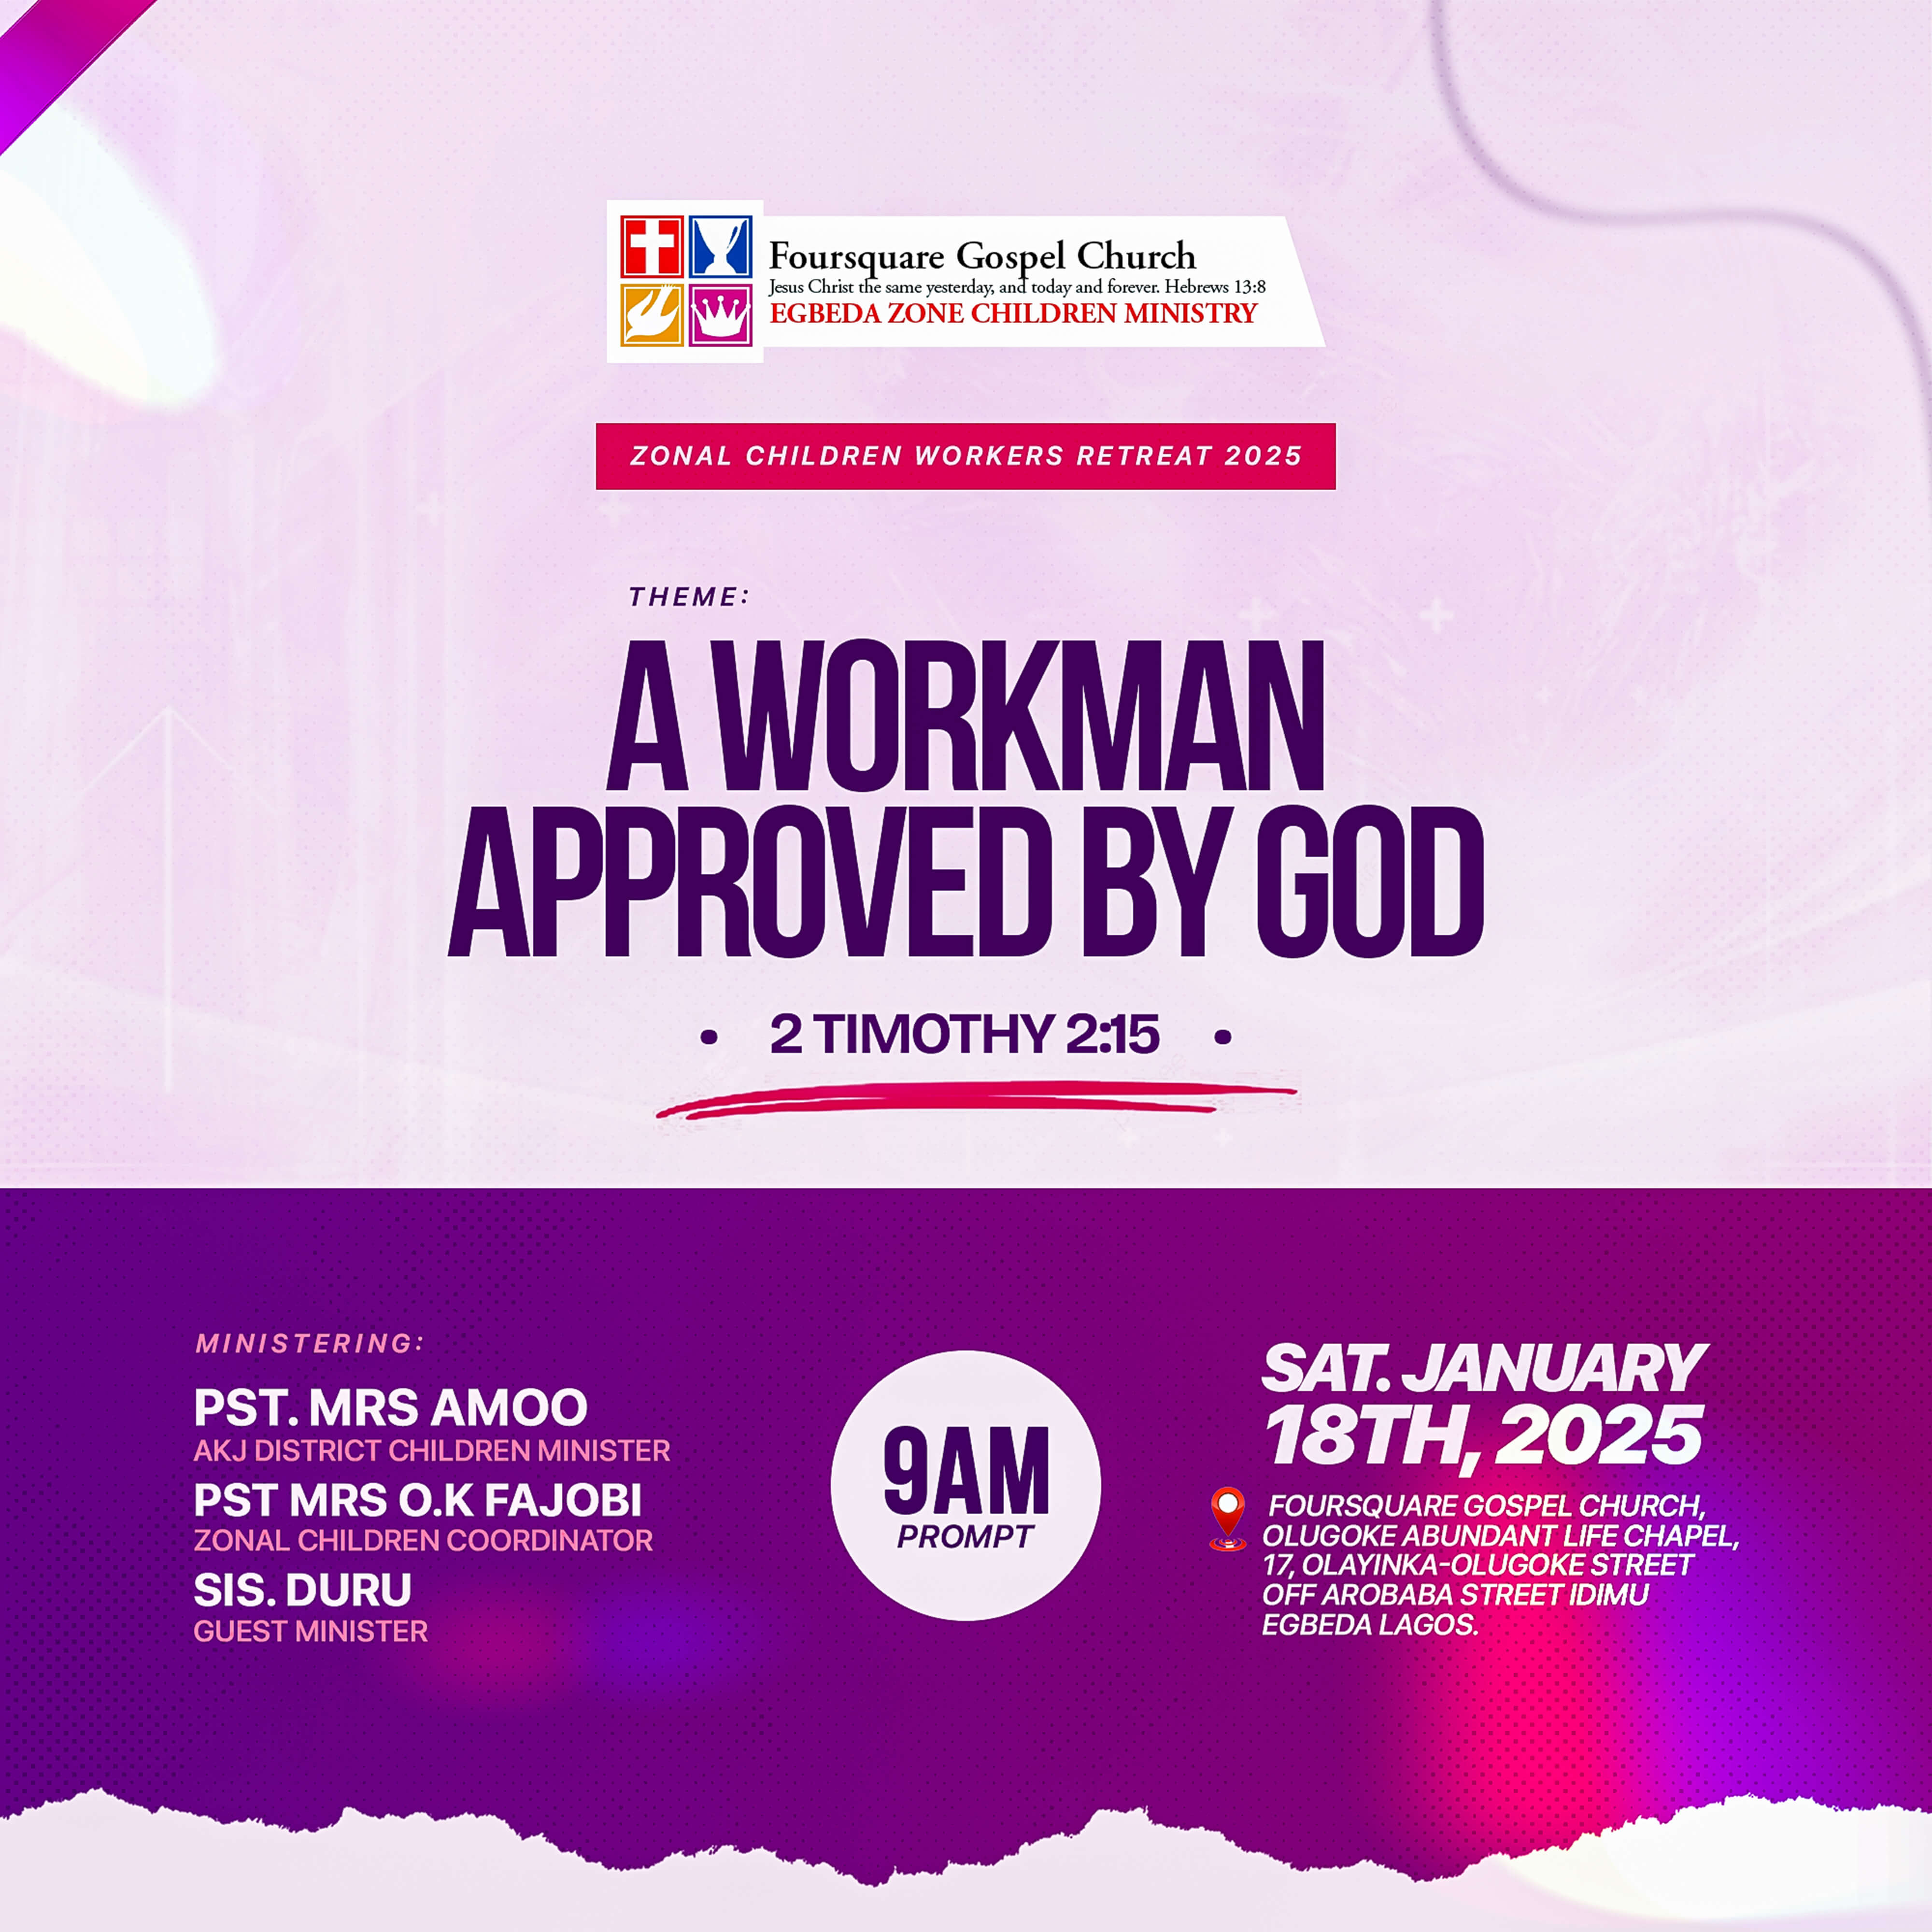 Foursquare Gospel Church
Jesus Christ the same yesterday, and today and forever. Hebrews 13:8
EGBEDA ZONE CHILDREN MINISTRY
ZONAL CHILDREN WORKERS RETREAT 2025
THEME:
A WORKMAN
APPROVED BY GOD
• 2 TIMOTHY 2:15 •
MINISTERING:
PST. MRS AMOO
AKJ DISTRICT CHILDREN MINISTER
PST MRS O.K FAJOBI
ZONAL CHILDREN COORDINATOR
SIS. DURU
GUEST MINISTER
9AM
PROMPT
SAT. JANUARY
18TH, 2025
FOURSQUARE GOSPEL CHURCH,
OLUGOKE ABUNDANT LIFE CHAPEL,
17, OLAYINKA-OLUGOKE STREET
OFF AROBABA STREET IDIMU
EGBEDA LAGOS.